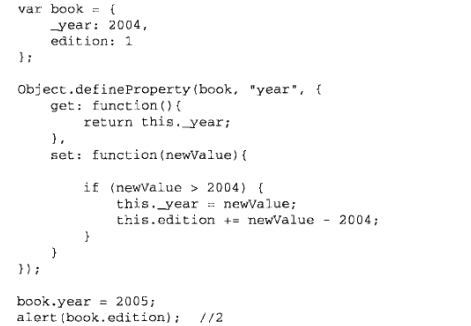 var book = {
    _year: 2004,
    edition: 1
};
Object.defineProperty(book, "year", {
    get: function(){
        return this._year;
    },
    set: function(newValue){
        if (newValue > 2004) {
            this._year = newValue;
            this.edition += newValue - 2004;
        }
    }
});
book.year = 2005;
alert(book.edition);  //2